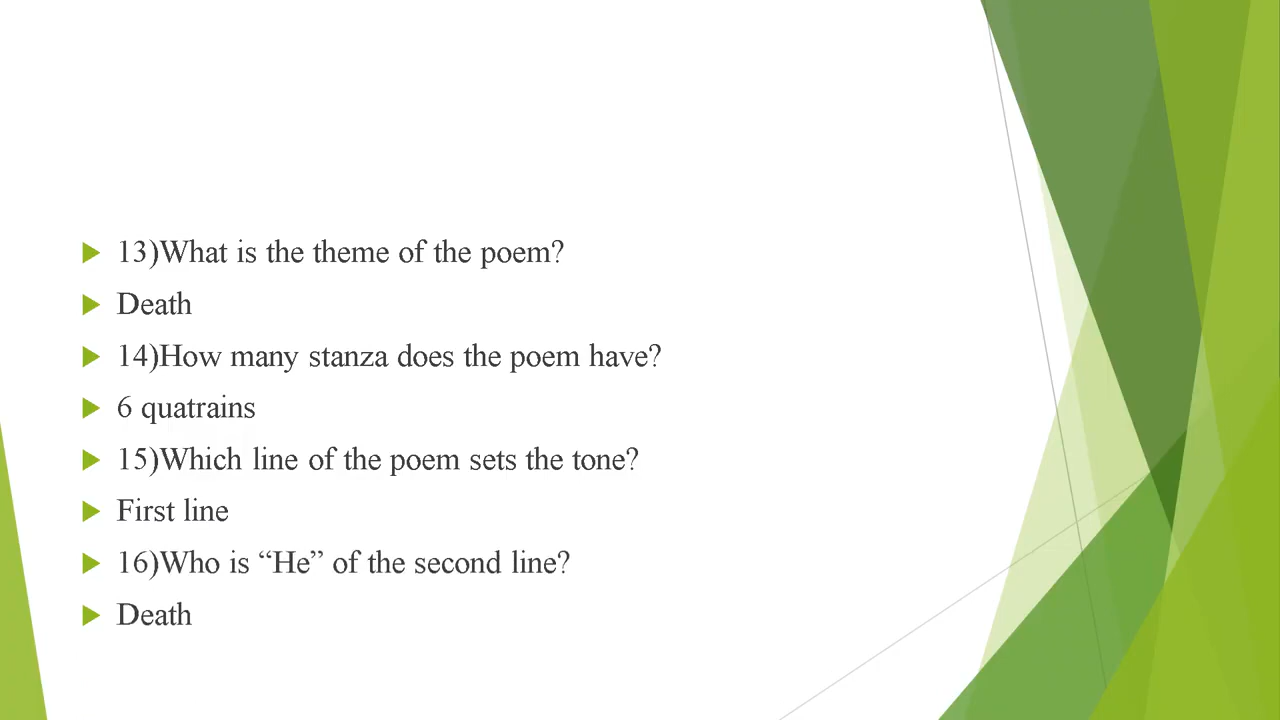 13)What is the theme of the poem?
Death
14)How many stanza does the poem have?
6 quatrains
15)Which line of the poem sets the tone?
First line
16)Who is “He” of the second line?
Death